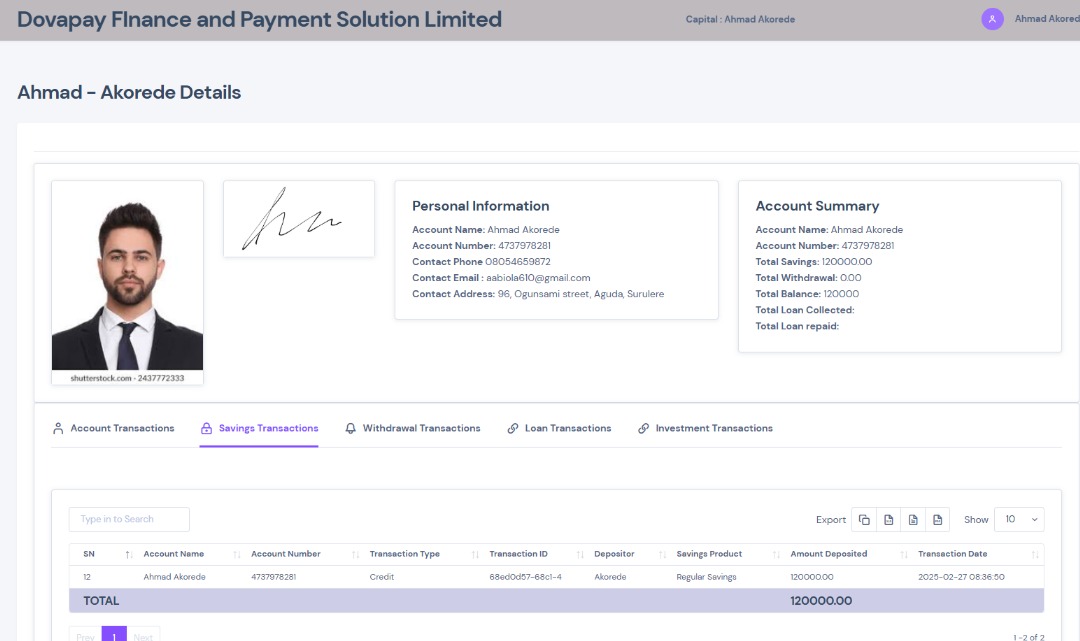 Dovapay FInance and Payment Solution Limited
Capital : Ahmad Akorede
Ahmad Akored
Ahmad - Akorede Details
shutterstock.com · 2437772333
Personal Information
Account Name: Ahmad Akorede
Account Number: 4737978281
Contact Phone 08054659872
Contact Email : aabiola610@gmail.com
Contact Address: 96, Ogunsami street, Aguda, Surulere
Account Summary
Account Name: Ahmad Akorede
Account Number: 4737978281
Total Savings: 120000.00
Total Withdrawal: 0.00
Total Balance: 120000
Total Loan Collected:
Total Loan repaid:
Account Transactions Savings Transactions Withdrawal Transactions Loan Transactions Investment Transactions
Type in to Search Export Show 10
SN Account Name Account Number Transaction Type Transaction ID Depositor Savings Product Amount Deposited Transaction Date
12 Ahmad Akorede 4737978281 Credit 68ed0d57-68c1-4 Akorede Regular Savings 120000.00 2025-02-27 08:36:50
TOTAL 120000.00
Prev 1 Next 1 -2 of 2